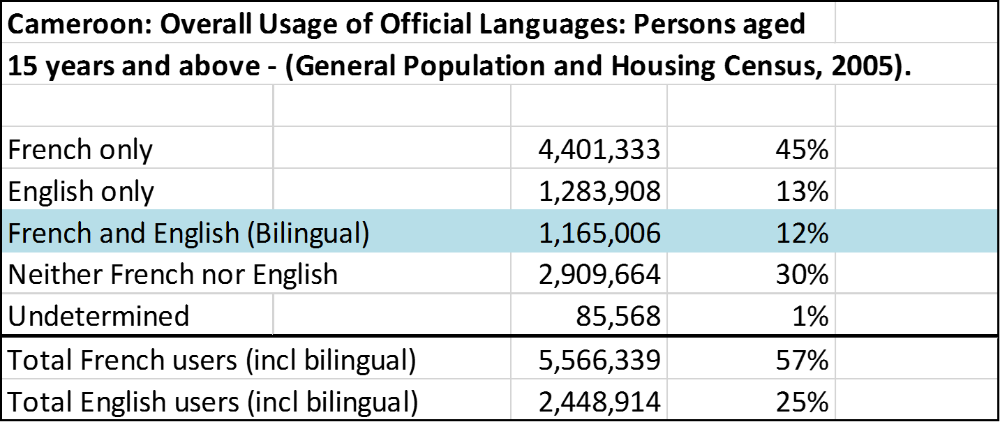 Cameroon: Overall Usage of Official Languages: Persons aged
15 years and above - (General Population and Housing Census, 2005).
French only 4,401,333 45%
English only 1,283,908 13%
French and English (Bilingual) 1,165,006 12%
Neither French nor English 2,909,664 30%
Undetermined 85,568 1%
Total French users (incl bilingual) 5,566,339 57%
Total English users (incl bilingual) 2,448,914 25%